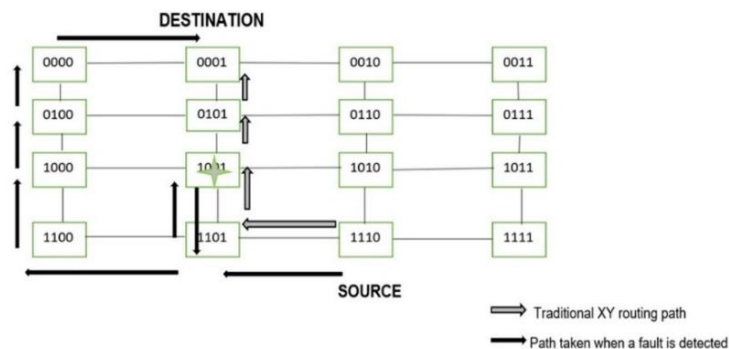 DESTINATION
0000 0001 0010 0011
0100 0101 0110 0111
1000 1001 1010 1011
1100 1101 1110 1111
SOURCE
Traditional XY routing path
Path taken when a fault is detected